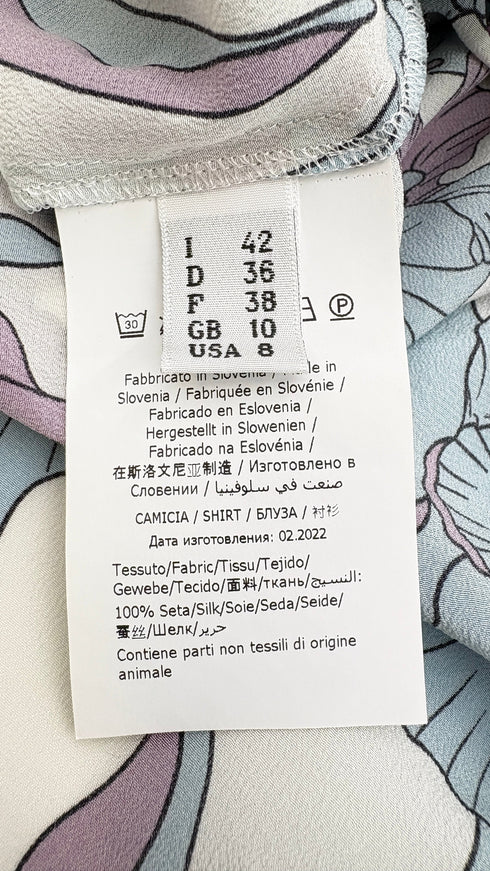 I 42
D 36
F 38
GB 10
USA 8
30
P
Fabbricato in Slovenia / Made in
Slovenia / Fabriquée en Slovénie /
Fabricado en Eslovenia /
Hergestellt in Slowenien /
Fabricado na Eslovénia /
在斯洛文尼亚制造 / Изготовлено в
Словении / صنعت في سلوفينيا
CAMICIA / SHIRT / БЛУЗА / 衬衫
Дата изготовления: 02.2022
Tessuto/Fabric/Tissu/Tejido/
Gewebe/Tecido/面料/ткань/النسيج:
100% Seta/Silk/Soie/Seda/Seide/
蚕丝/Шелк/حرير
Contiene parti non tessili di origine
animale